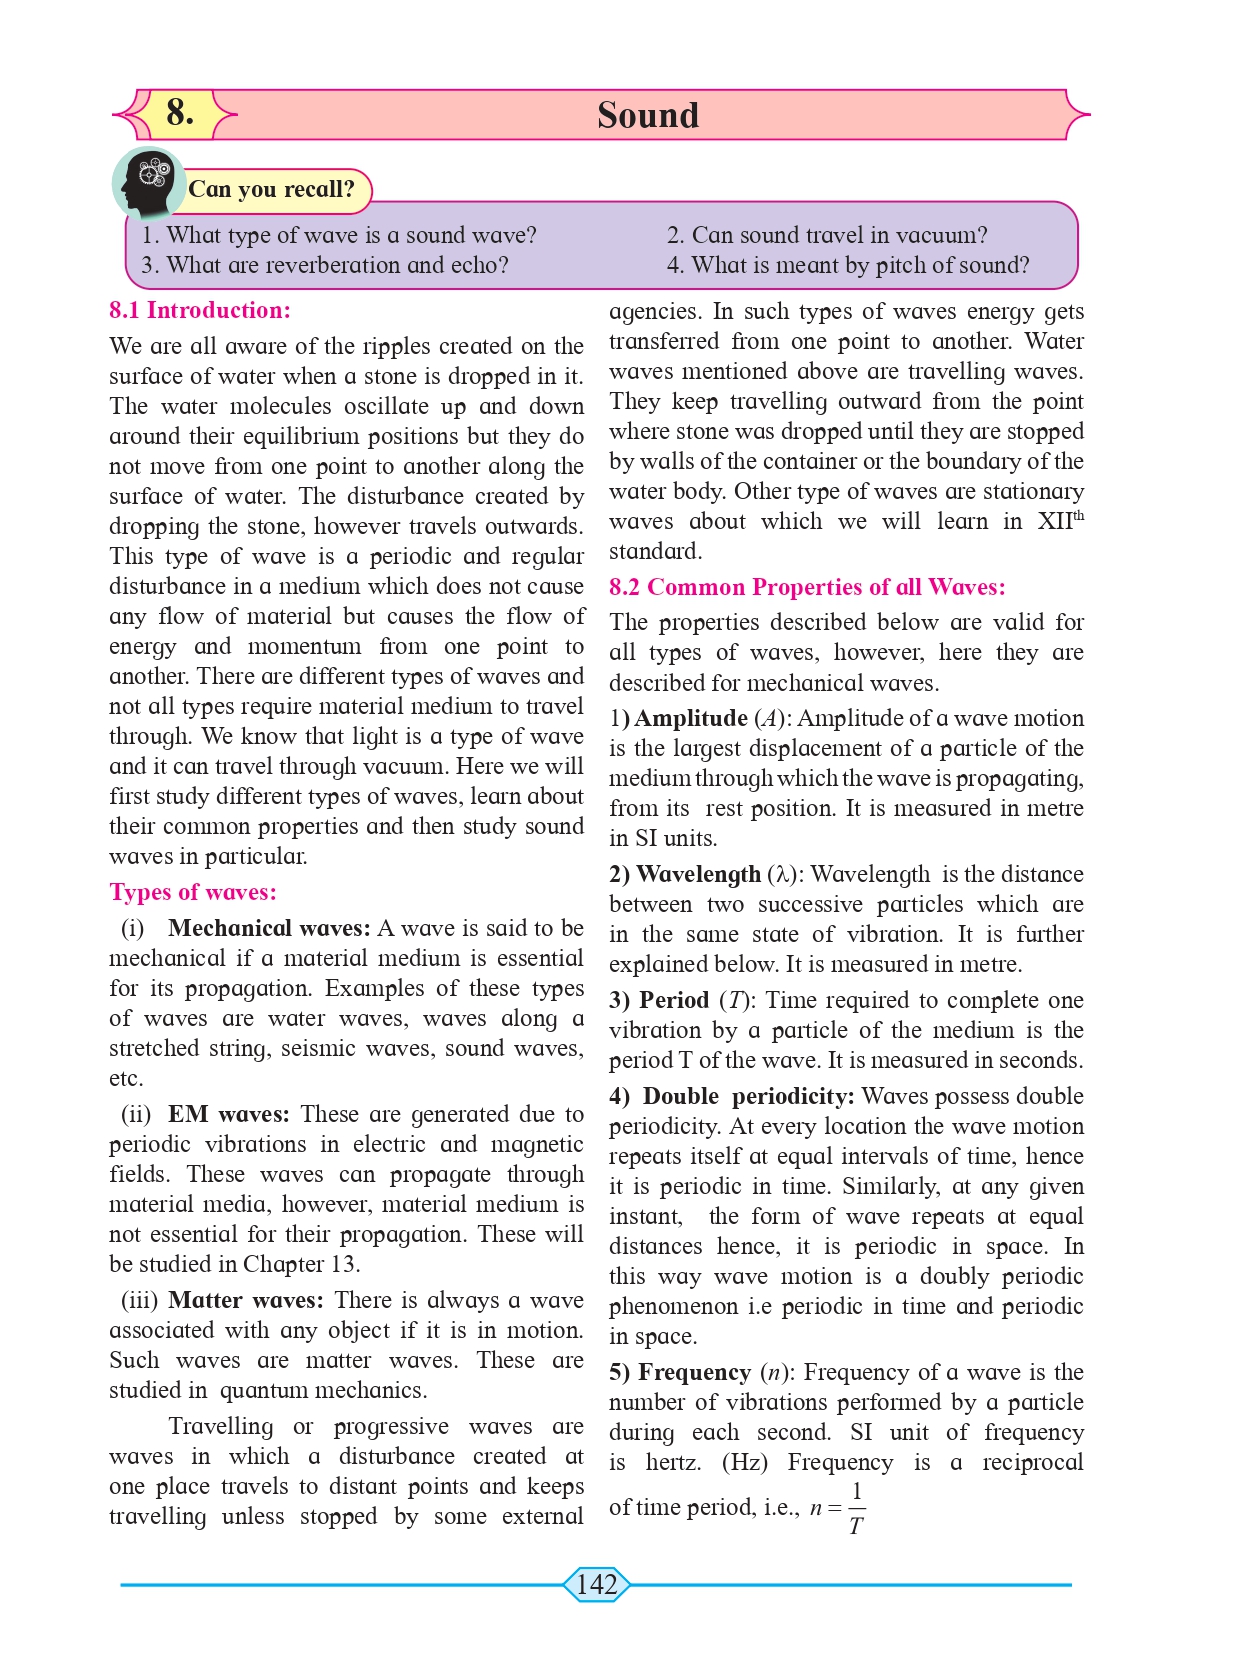 8.
Sound
Can you recall?
1. What type of wave is a sound wave?
2. Can sound travel in vacuum?
3. What are reverberation and echo?
4. What is meant by pitch of sound?
8.1 Introduction:
We are all aware of the ripples created on the
surface of water when a stone is dropped in it.
The water molecules oscillate up and down
around their equilibrium positions but they do
not move from one point to another along the
surface of water. The disturbance created by
dropping the stone, however travels outwards.
This type of wave is a periodic and regular
disturbance in a medium which does not cause
any flow of material but causes the flow of
energy and momentum from one point to
another. There are different types of waves and
not all types require material medium to travel
through. We know that light is a type of wave
and it can travel through vacuum. Here we will
first study different types of waves, learn about
their common properties and then study sound
waves in particular.
Types of waves:
(i) Mechanical waves: A wave is said to be
mechanical if a material medium is essential
for its propagation. Examples of these types
of waves are water waves, waves along a
stretched string, seismic waves, sound waves,
etc.
(ii) EM waves: These are generated due to
periodic vibrations in electric and magnetic
fields. These waves can propagate through
material media, however, material medium is
not essential for their propagation. These will
be studied in Chapter 13.
(iii) Matter waves: There is always a wave
associated with any object if it is in motion.
Such waves are matter waves. These are
studied in quantum mechanics.
Travelling or progressive waves are
waves in which a disturbance created at
one place travels to distant points and keeps
travelling unless stopped by some external
agencies. In such types of waves energy gets
transferred from one point to another. Water
waves mentioned above are travelling waves.
They keep travelling outward from the point
where stone was dropped until they are stopped
by walls of the container or the boundary of the
water body. Other type of waves are stationary
waves about which we will learn in XIIth
standard.
8.2 Common Properties of all Waves:
The properties described below are valid for
all types of waves, however, here they are
described for mechanical waves.
1) Amplitude (A): Amplitude of a wave motion
is the largest displacement of a particle of the
medium through which the wave is propagating,
from its rest position. It is measured in metre
in SI units.
2) Wavelength (λ): Wavelength is the distance
between two successive particles which are
in the same state of vibration. It is further
explained below. It is measured in metre.
3) Period (T): Time required to complete one
vibration by a particle of the medium is the
period T of the wave. It is measured in seconds.
4) Double periodicity: Waves possess double
periodicity. At every location the wave motion
repeats itself at equal intervals of time, hence
it is periodic in time. Similarly, at any given
instant, the form of wave repeats at equal
distances hence, it is periodic in space. In
this way wave motion is a doubly periodic
phenomenon i.e periodic in time and periodic
in space.
5) Frequency (n): Frequency of a wave is the
number of vibrations performed by a particle
during each second. SI unit of frequency
is hertz. (Hz) Frequency is a reciprocal
of time period, i.e., n = 1/T
142